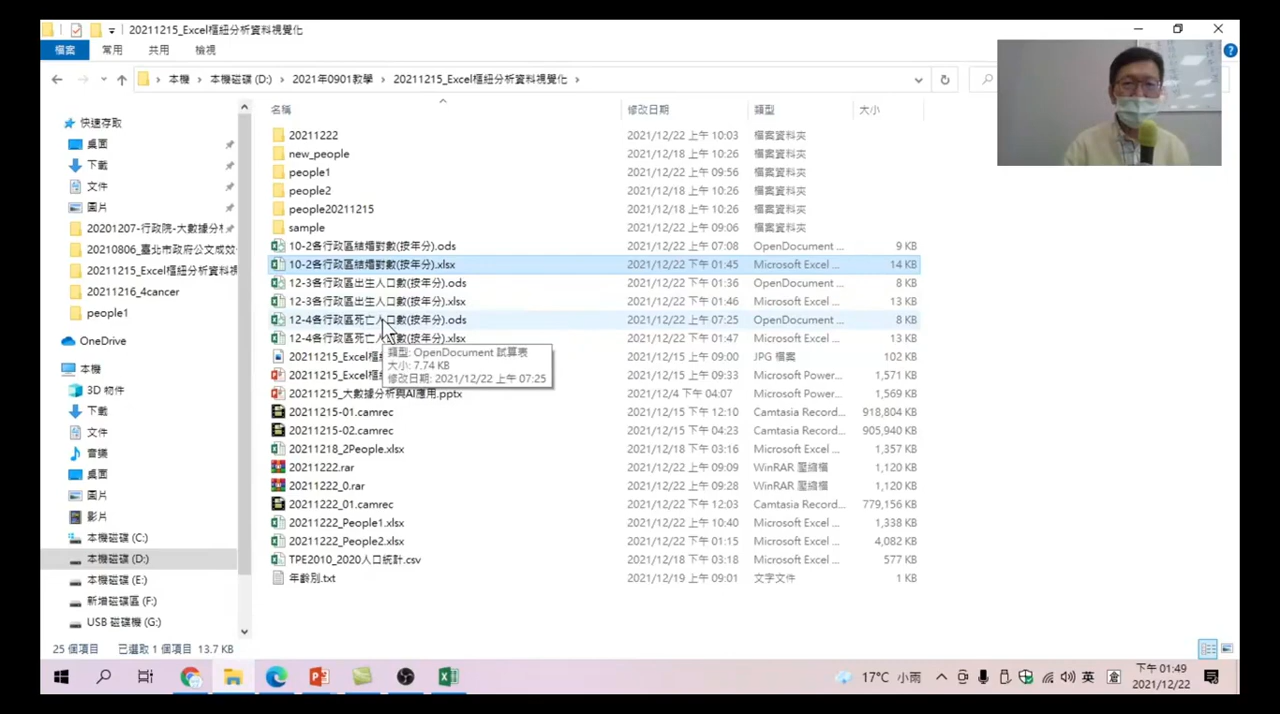 20211215_Excel樞紐分析資料視覺化
檔案 常用 共用 檢視
本機 本機磁碟 (D:) 2021年0901教學 20211215_Excel樞紐分析資料視覺化
名稱 修改日期 類型 大小
快速存取
桌面
下載
文件
圖片
20201207-行政院-大數據分析
20210806_臺北市政府公文成效
20211215_Excel樞紐分析資料視
20211216_4cancer
people1
OneDrive
本機
3D 物件
下載
文件
音樂
桌面
圖片
影片
本機磁碟 (C:)
本機磁碟 (D:)
本機磁碟 (E:)
新增磁碟區 (F:)
USB 磁碟機 (G:)
20211222 2021/12/22 上午 10:03 檔案資料夾
new_people 2021/12/18 上午 10:26 檔案資料夾
people1 2021/12/22 上午 09:56 檔案資料夾
people2 2021/12/18 上午 10:26 檔案資料夾
people20211215 2021/12/18 上午 10:26 檔案資料夾
sample 2021/12/22 上午 09:06 檔案資料夾
10-2各行政區結婚對數(按年分).ods 2021/12/22 上午 07:08 OpenDocument ... 9 KB
10-2各行政區結婚對數(按年分).xlsx 2021/12/22 下午 01:45 Microsoft Excel ... 14 KB
12-3各行政區出生人口數(按年分).ods 2021/12/22 下午 01:36 OpenDocument ... 8 KB
12-3各行政區出生人口數(按年分).xlsx 2021/12/22 下午 01:46 Microsoft Excel ... 13 KB
12-4各行政區死亡人口數(按年分).ods 2021/12/22 上午 07:25 OpenDocument ... 8 KB
12-4各行政區死亡人口數(按年分).xlsx 2021/12/22 下午 01:47 Microsoft Excel ... 13 KB
20211215_Excel 2021/12/15 上午 09:00 JPG 檔案 102 KB
20211215_Excel 2021/12/15 上午 09:33 Microsoft Power... 1,571 KB
20211215_大數據分析與AI應用.pptx 2021/12/4 下午 04:07 Microsoft Power... 1,569 KB
20211215-01.camrec 2021/12/15 下午 12:10 Camtasia Record... 918,804 KB
20211215-02.camrec 2021/12/15 下午 04:23 Camtasia Record... 905,940 KB
20211218_2People.xlsx 2021/12/18 下午 03:16 Microsoft Excel ... 1,357 KB
20211222.rar 2021/12/22 上午 09:09 WinRAR 壓縮檔 1,120 KB
20211222_0.rar 2021/12/22 上午 09:28 WinRAR 壓縮檔 1,120 KB
20211222_01.camrec 2021/12/22 下午 12:03 Camtasia Record... 779,156 KB
20211222_People1.xlsx 2021/12/22 上午 10:40 Microsoft Excel ... 1,338 KB
20211222_People2.xlsx 2021/12/22 下午 01:15 Microsoft Excel ... 4,082 KB
TPE2010_2020人口統計.csv 2021/12/18 下午 03:18 Microsoft Excel ... 577 KB
年齡別.txt 2021/12/19 上午 09:01 文字文件 1 KB
類型: OpenDocument 試算表
大小: 7.74 KB
修改日期: 2021/12/22 上午 07:25
25 個項目 已選取 1 個項目 13.7 KB
17°C 小雨 英 倉 下午 01:49
2021/12/22